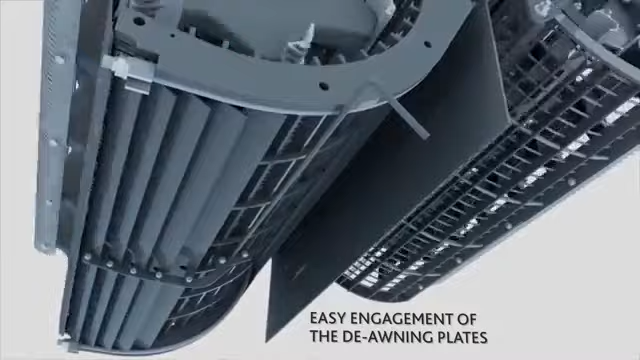 EASY ENGAGEMENT OF
THE DE-AWNING PLATES